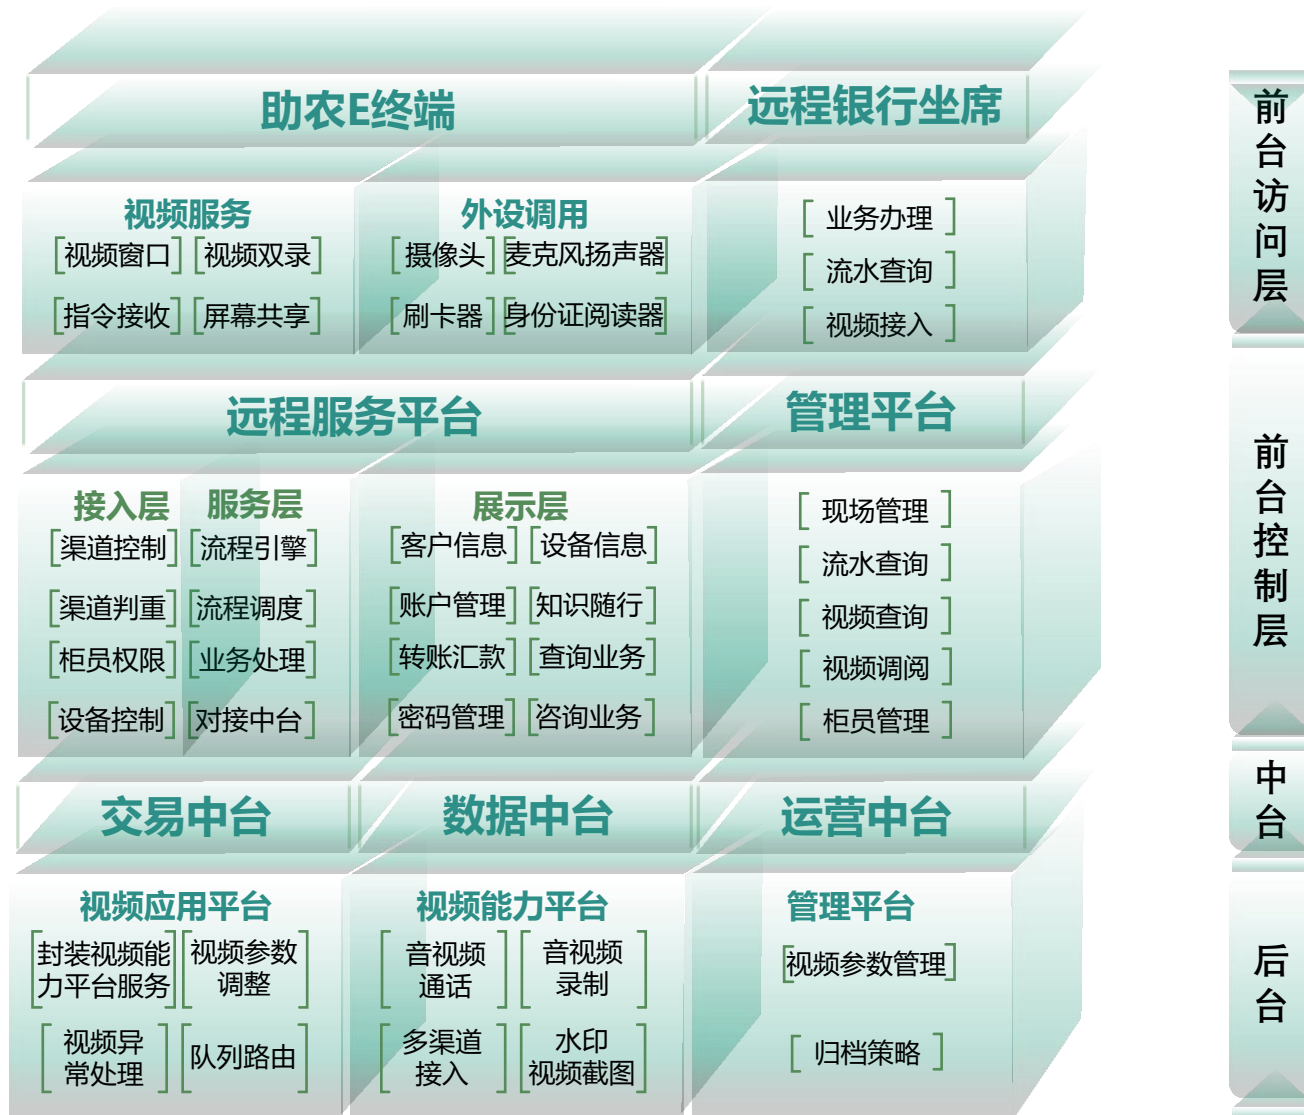 助农E终端
远程银行坐席
视频服务
视频窗口 视频双录
指令接收 屏幕共享
外设调用
摄像头 麦克风扬声器
刷卡器 身份证阅读器
业务办理
流水查询
视频接入
前台访问层
远程服务平台
管理平台
接入层
渠道控制
渠道判重
柜员权限
设备控制
服务层
流程引擎
流程调度
业务处理
对接中台
展示层
客户信息 设备信息
账户管理 知识随行
转账汇款 查询业务
密码管理 咨询业务
现场管理
流水查询
视频查询
视频调阅
柜员管理
前台控制层
交易中台
数据中台
运营中台
中台
视频应用平台
封装视频能
力平台服务
视频参数
调整
视频异
常处理
队列路由
视频能力平台
音视频
通话
音视频
录制
多渠道
接入
水印
视频截图
管理平台
视频参数管理
归档策略
后台